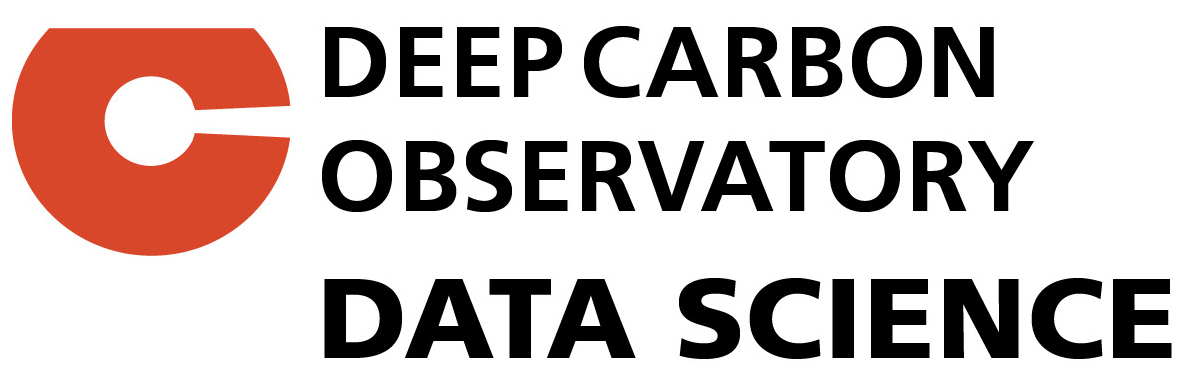 DEEP CARBON
OBSERVATORY
DATA SCIENCE